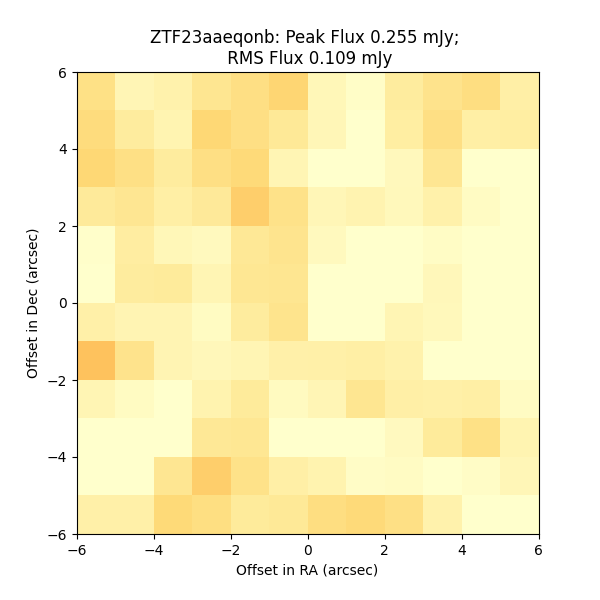 ZTF23aaeqonb: Peak Flux 0.255 mJy;
RMS Flux 0.109 mJy
6
4
2
0
−2
−4
−6
Offset in Dec (arcsec)
−6 −4 −2 0 2 4 6
Offset in RA (arcsec)